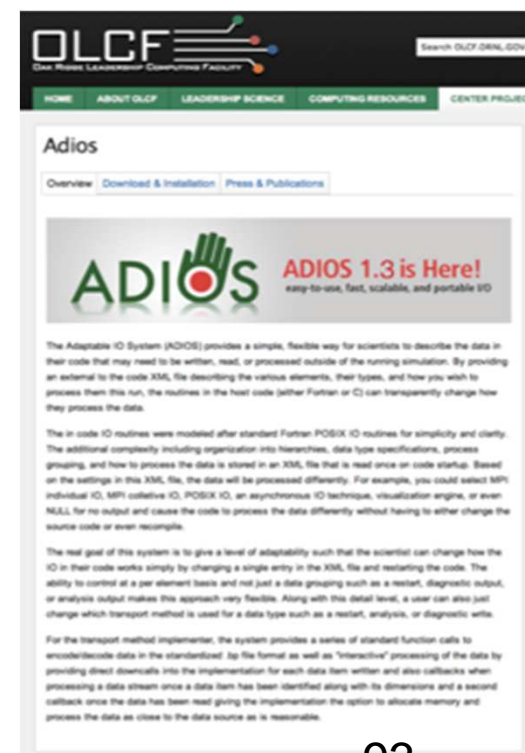 OLCF
OAK RIDGE LEADERSHIP COMPUTING FACILITY
Search OLCF.ORNL.GOV
HOME ABOUT OLCF LEADERSHIP SCIENCE COMPUTING RESOURCES CENTER PROJEC
Adios
Overview Download & Installation Press & Publications
ADIOS
ADIOS 1.3 is Here!
easy-to-use, fast, scalable, and portable I/O
The Adaptable IO System (ADIOS) provides a simple, flexible way for scientists to describe the data in
their code that may need to be written, read, or processed outside of the running simulation. By providing
an external to the code XML file describing the various elements, their types, and how you wish to
process them this run, the routines in the host code (either Fortran or C) can transparently change how
they process the data.
The in code IO routines were modeled after standard Fortran POSIX IO routines for simplicity and clarity.
The additional complexity including organization into hierarchies, data type specifications, process
grouping, and how to process the data is stored in an XML file that is read once on code startup. Based
on the settings in this XML file, the data will be processed differently. For example, you could select MPI
individual IO, MPI colletive IO, POSIX IO, an asynchronous IO technique, visualization engine, or even
NULL for no output and cause the code to process the data differently without having to either change the
source code or even recompile.
The real goal of this system is to give a level of adaptability such that the scientist can change how the
IO in their code works simply by changing a single entry in the XML file and restarting the code. The
ability to control at a per element basis and not just a data grouping such as a restart, diagnostic output,
or analysis output makes this approach very flexible. Along with this detail level, a user can also just
change which transport method is used for a data type such as a restart, analysis, or diagnostic write.
For the transport method implementer, the system provides a series of standard function calls to
encode/decode data in the standardized .bp file format as well as "interactive" processing of the data by
providing direct downcalls into the implementation for each data item written and also callbacks when
processing a data stream once a data item has been identified along with its dimensions and a second
callback once the data has been read giving the implementation the option to allocate memory and
process the data as close to the data source as is reasonable.